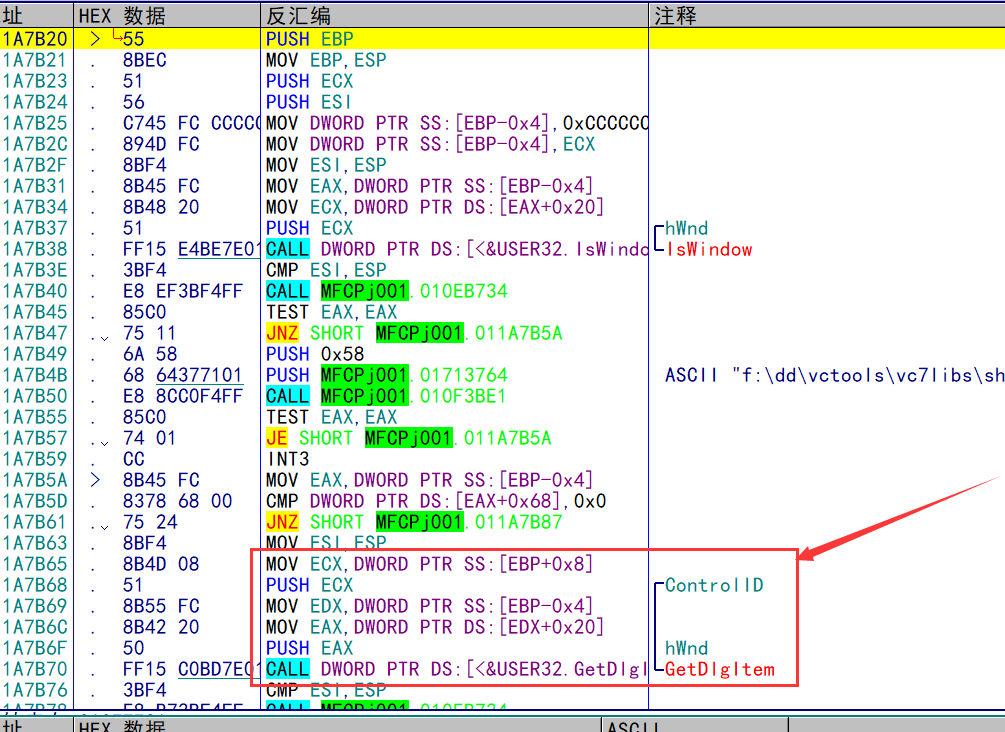 址 HEX 数据 反汇编 注释
1A7B20 > 55 PUSH EBP
1A7B21 . 8BEC MOV EBP,ESP
1A7B23 . 51 PUSH ECX
1A7B24 . 56 PUSH ESI
1A7B25 . C745 FC CCCCC MOV DWORD PTR SS:[EBP-0x4],0xCCCCCC
1A7B2C . 894D FC MOV DWORD PTR SS:[EBP-0x4],ECX
1A7B2F . 8BF4 MOV ESI,ESP
1A7B31 . 8B45 FC MOV EAX,DWORD PTR SS:[EBP-0x4]
1A7B34 . 8B48 20 MOV ECX,DWORD PTR DS:[EAX+0x20]
1A7B37 . 51 PUSH ECX hWnd
1A7B38 . FF15 E4BE7E01 CALL DWORD PTR DS:[<&USER32.IsWindo IsWindow
1A7B3E . 3BF4 CMP ESI,ESP
1A7B40 . E8 EF3BF4FF CALL MFCPj001.010EB734
1A7B45 . 85C0 TEST EAX,EAX
1A7B47 . 75 11 JNZ SHORT MFCPj001.011A7B5A
1A7B49 . 6A 58 PUSH 0x58
1A7B4B . 68 64377101 PUSH MFCPj001.01713764 ASCII "f:\dd\vctools\vc7libs\sh
1A7B50 . E8 8CC0F4FF CALL MFCPj001.010F3BE1
1A7B55 . 85C0 TEST EAX,EAX
1A7B57 . 74 01 JE SHORT MFCPj001.011A7B5A
1A7B59 . CC INT3
1A7B5A > 8B45 FC MOV EAX,DWORD PTR SS:[EBP-0x4]
1A7B5D . 8378 68 00 CMP DWORD PTR DS:[EAX+0x68],0x0
1A7B61 . 75 24 JNZ SHORT MFCPj001.011A7B87
1A7B63 . 8BF4 MOV ESI,ESP
1A7B65 . 8B4D 08 MOV ECX,DWORD PTR SS:[EBP+0x8]
1A7B68 . 51 PUSH ECX ControlID
1A7B69 . 8B55 FC MOV EDX,DWORD PTR SS:[EBP-0x4]
1A7B6C . 8B42 20 MOV EAX,DWORD PTR DS:[EDX+0x20]
1A7B6F . 50 PUSH EAX hWnd
1A7B70 . FF15 C0BD7E01 CALL DWORD PTR DS:[<&USER32.GetDlgI GetDlgItem
1A7B76 . 3BF4 CMP ESI,ESP
1A7B78 CALL MFCPj001.010EB734
址 HEX 数据 ASCII